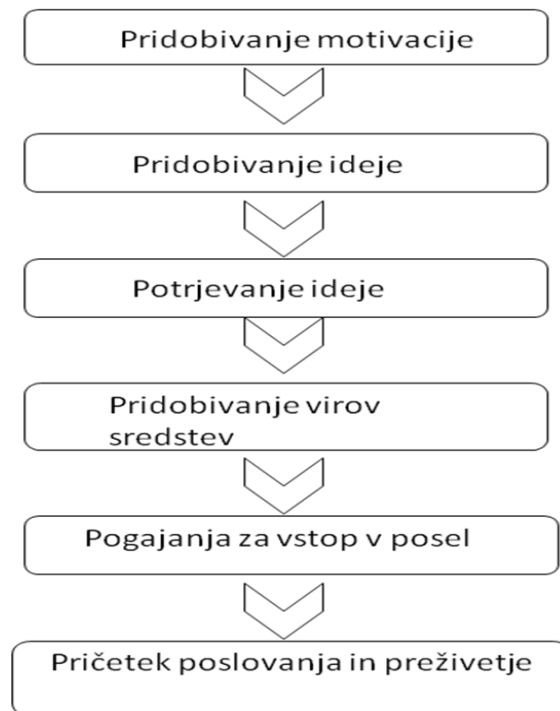 Pridobivanje motivacije
Pridobivanje ideje
Potrjevanje ideje
Pridobivanje virov
sredstev
Pogajanja za vstop v posel
Pričetek poslovanja in preživetje